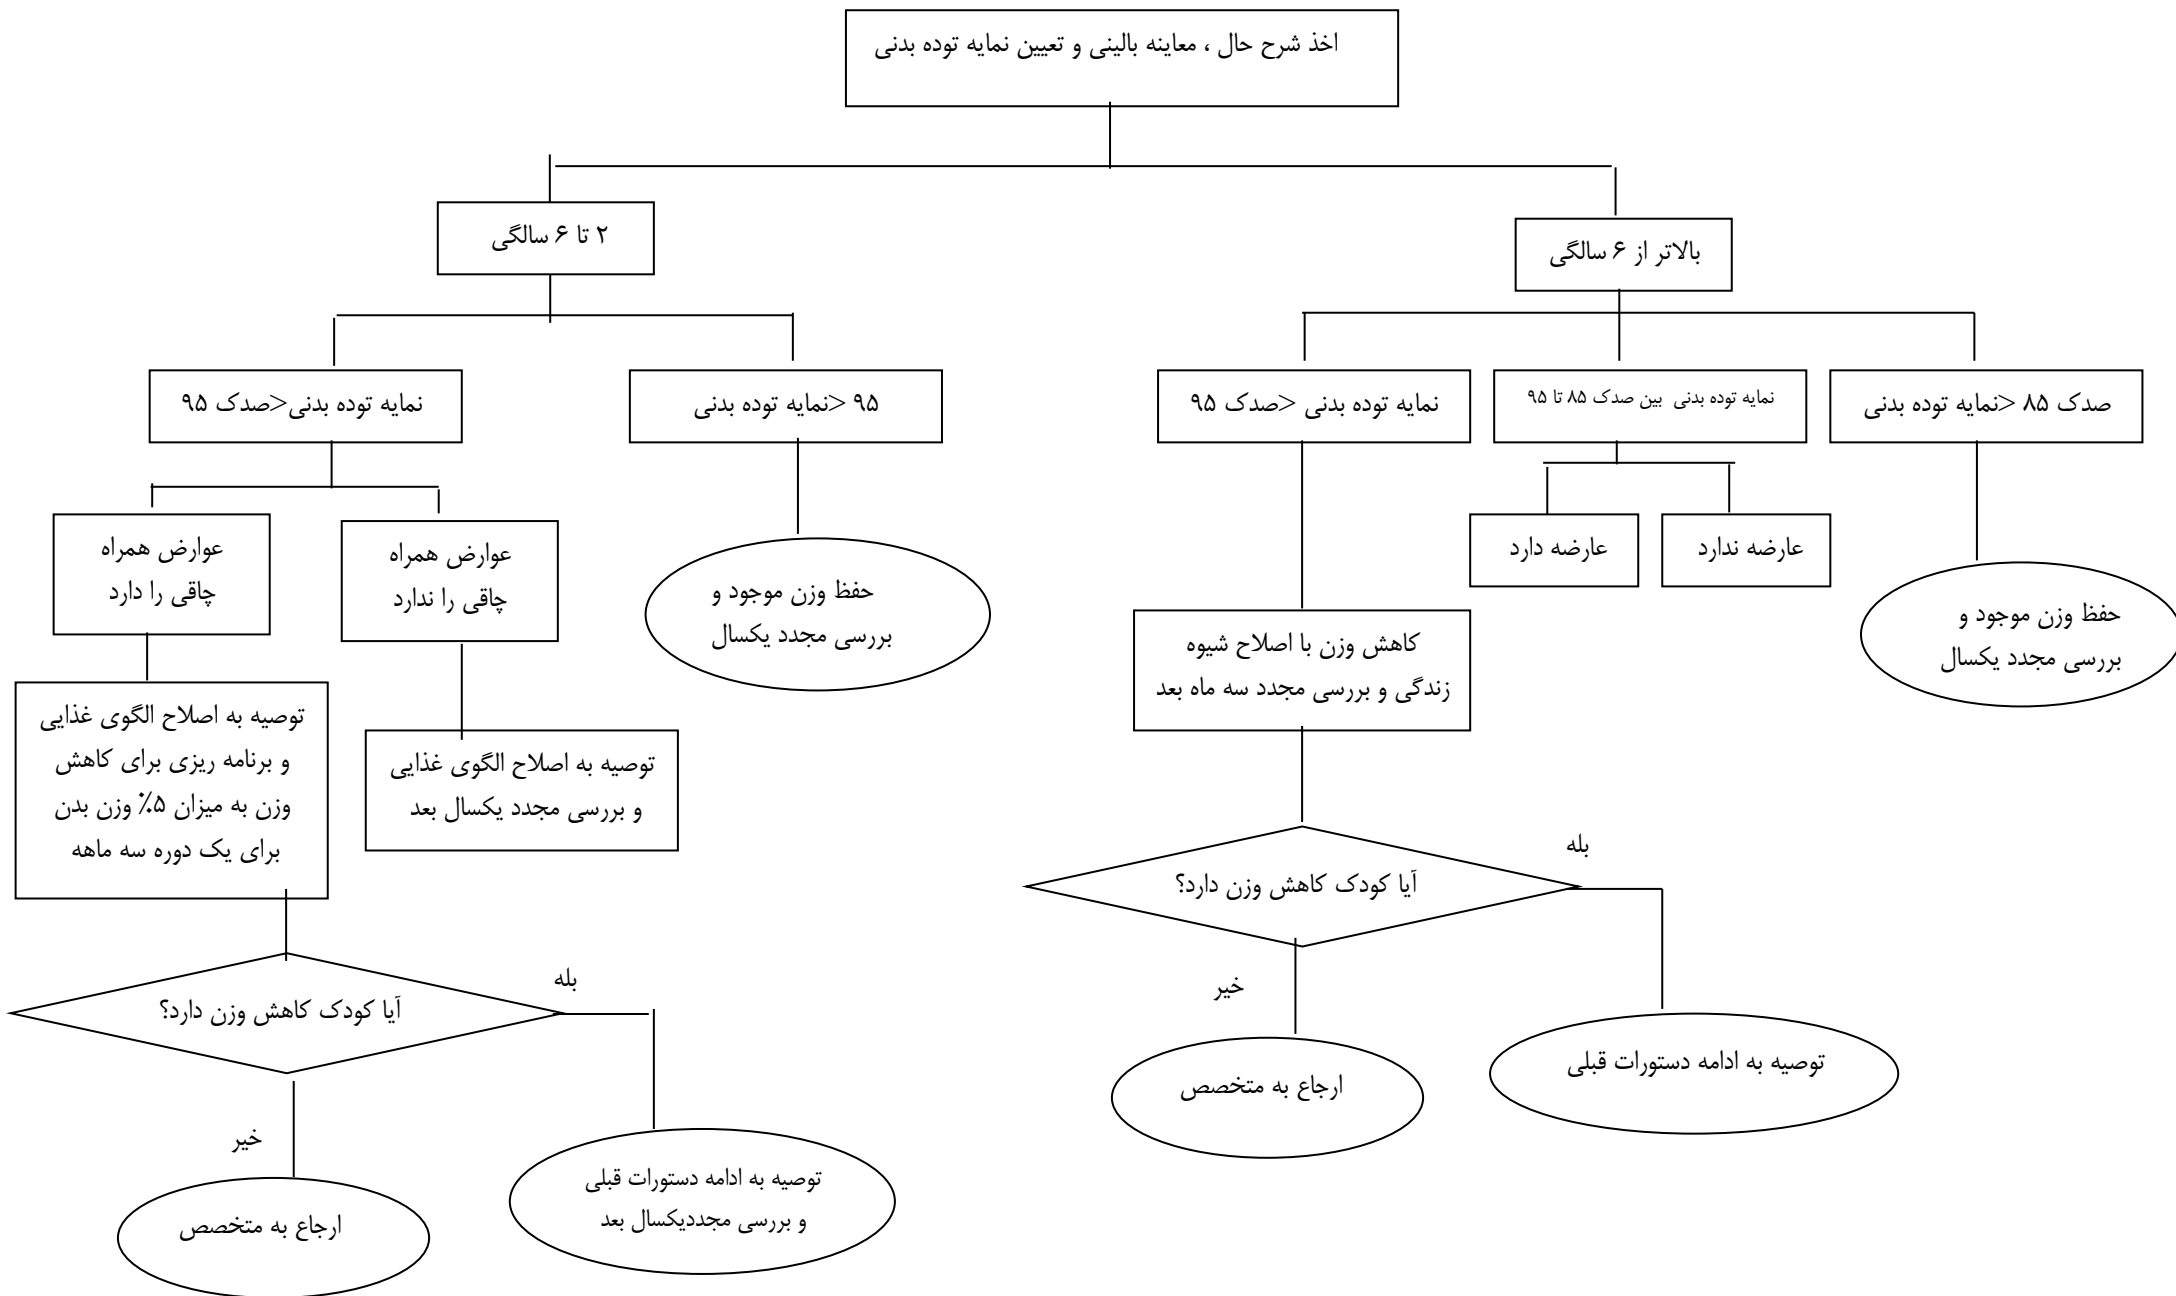 اخذ شرح حال ، معاینه بالینی و تعیین نمایه توده بدنی
بالاتر از ۶ سالگی
۲ تا ۶ سالگی
صدک ۸۵ <نمایه توده بدنی
نمایه توده بدنی بین صدک ۸۵ تا ۹۵
نمایه توده بدنی <صدک ۹۵
۹۵ <نمایه توده بدنی
نمایه توده بدنی<صدک ۹۵
عارضه ندارد
عارضه دارد
عوارض همراه
چاقی را ندارد
عوارض همراه
چاقی را دارد
حفظ وزن موجود و
بررسی مجدد یکسال
کاهش وزن با اصلاح شیوه
زندگی و بررسی مجدد سه ماه بعد
حفظ وزن موجود و
بررسی مجدد یکسال
توصیه به اصلاح الگوی غذایی
و بررسی مجدد یکسال بعد
توصیه به اصلاح الگوی غذایی
و برنامه ریزی برای کاهش
وزن به میزان ۵٪ وزن بدن
برای یک دوره سه ماهه
بله
آیا کودک کاهش وزن دارد؟
خیر
توصیه به ادامه دستورات قبلی
ارجاع به متخصص
بله
آیا کودک کاهش وزن دارد؟
خیر
توصیه به ادامه دستورات قبلی
و بررسی مجددیکسال بعد
ارجاع به متخصص